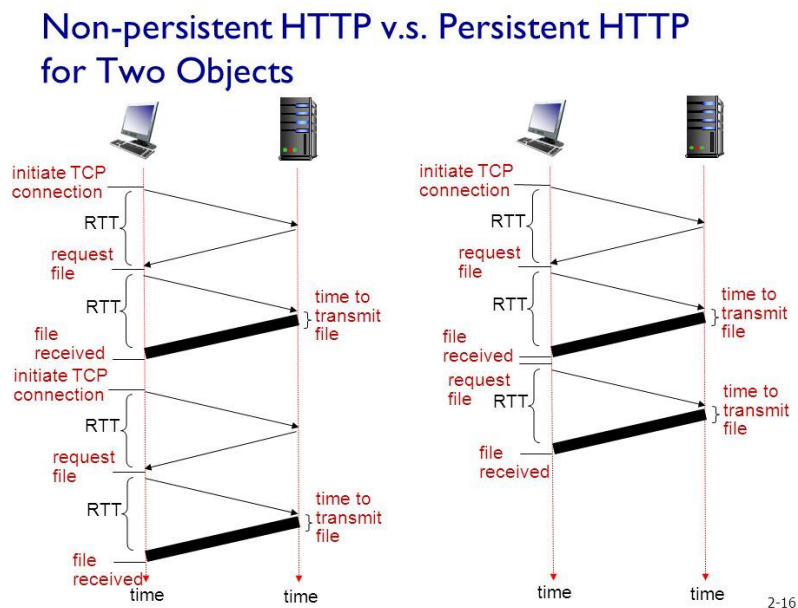 Non-persistent HTTP v.s. Persistent HTTP
for Two Objects
initiate TCP
connection
RTT
request
file
RTT
time to
transmit
file
file
received
initiate TCP
connection
RTT
request
file
RTT
time to
transmit
file
file
received
time
time
initiate TCP
connection
RTT
request
file
RTT
time to
transmit
file
file
received
request
file
RTT
time to
transmit
file
file
received
time
time
2-16